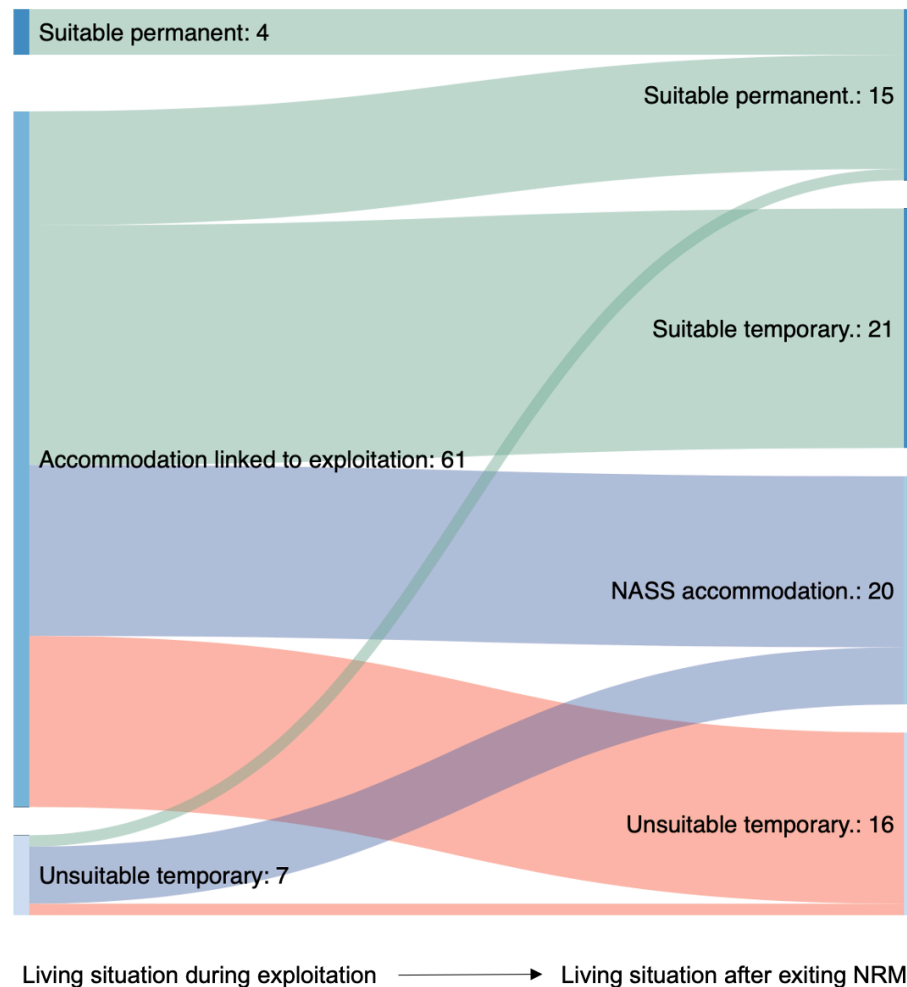 Suitable permanent: 4
Suitable permanent.: 15
Suitable temporary.: 21
Accommodation linked to exploitation: 61
NASS accommodation.: 20
Unsuitable temporary.: 16
Unsuitable temporary: 7
Living situation during exploitation
Living situation after exiting NRM